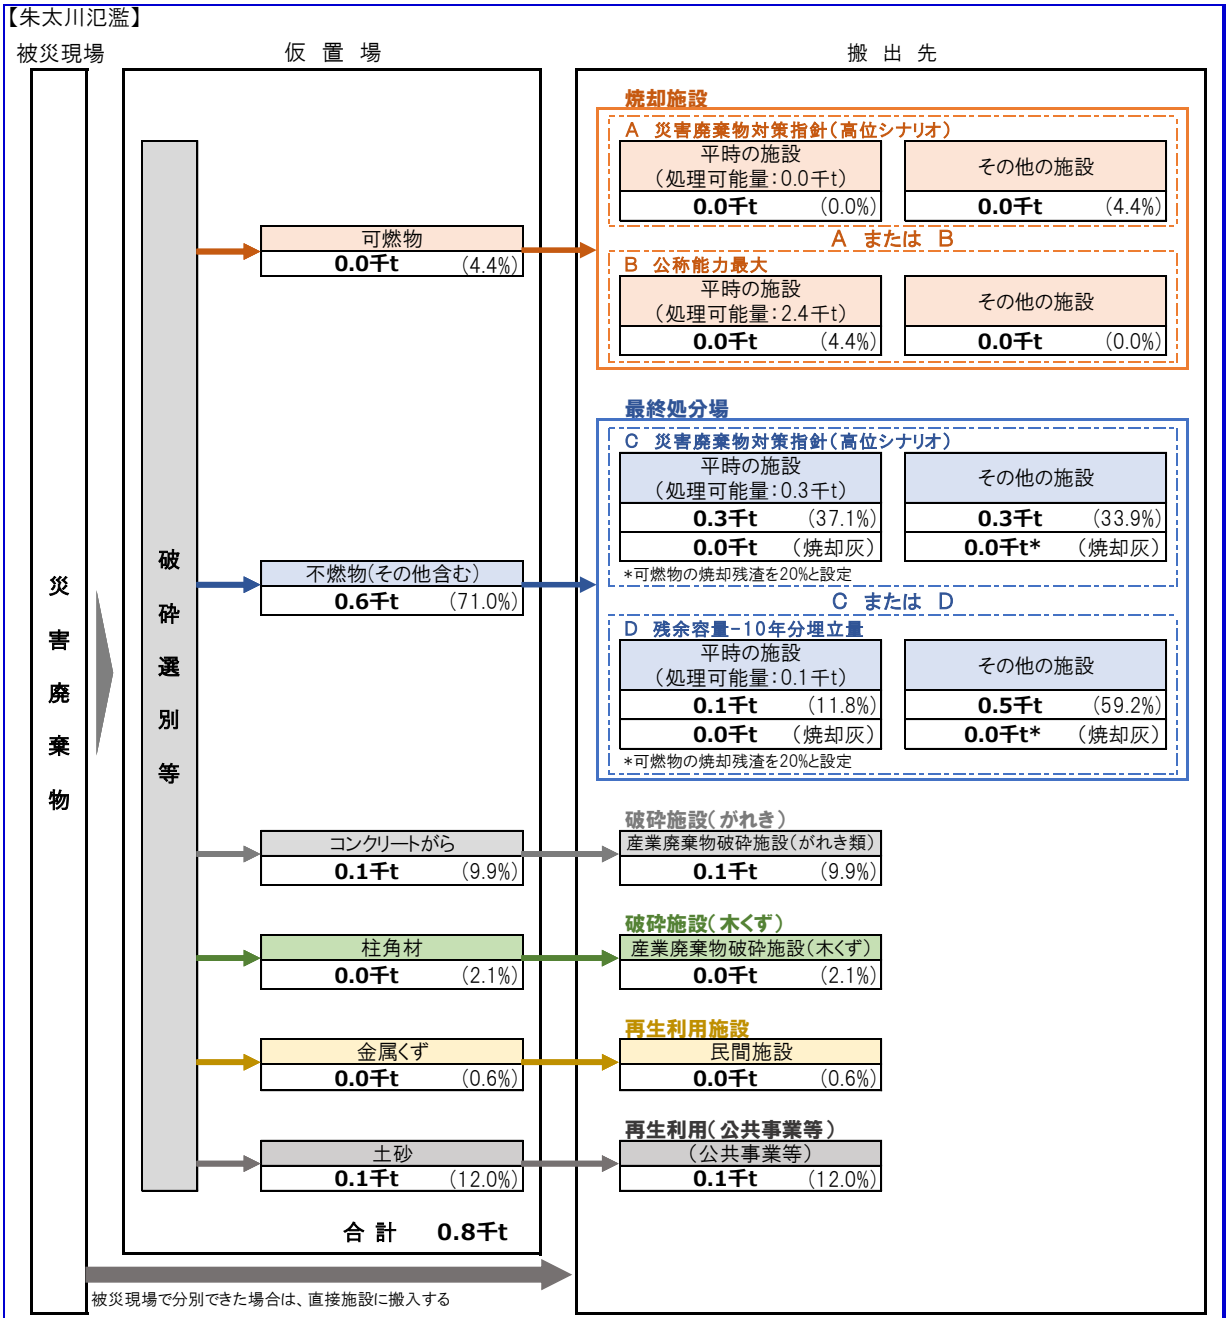 【朱太川氾濫】
被災現場
仮 置 場
搬 出 先
災害廃棄物
破砕選別等
焼却施設
A 災害廃棄物対策指針(高位シナリオ)
平時の施設
(処理可能量:0.0千t)
0.0千t (0.0%)
その他の施設
0.0千t (4.4%)
A または B
可燃物
0.0千t (4.4%)
B 公称能力最大
平時の施設
(処理可能量:2.4千t)
0.0千t (4.4%)
その他の施設
0.0千t (0.0%)
最終処分場
C 災害廃棄物対策指針(高位シナリオ)
平時の施設
(処理可能量:0.3千t)
0.3千t (37.1%)
0.0千t (焼却灰)
その他の施設
0.3千t (33.9%)
0.0千t* (焼却灰)
*可燃物の焼却残渣を20%と設定
C または D
不燃物(その他含む)
0.6千t (71.0%)
D 残余容量-10年分埋立量
平時の施設
(処理可能量:0.1千t)
0.1千t (11.8%)
0.0千t (焼却灰)
その他の施設
0.5千t (59.2%)
0.0千t* (焼却灰)
*可燃物の焼却残渣を20%と設定
破砕施設(がれき)
コンクリートがら
0.1千t (9.9%)
産業廃棄物破砕施設(がれき類)
0.1千t (9.9%)
破砕施設(木くず)
柱角材
0.0千t (2.1%)
産業廃棄物破砕施設(木くず)
0.0千t (2.1%)
再生利用施設
金属くず
0.0千t (0.6%)
民間施設
0.0千t (0.6%)
再生利用(公共事業等)
土砂
0.1千t (12.0%)
(公共事業等)
0.1千t (12.0%)
合 計 0.8千t
被災現場で分別できた場合は、直接施設に搬入する